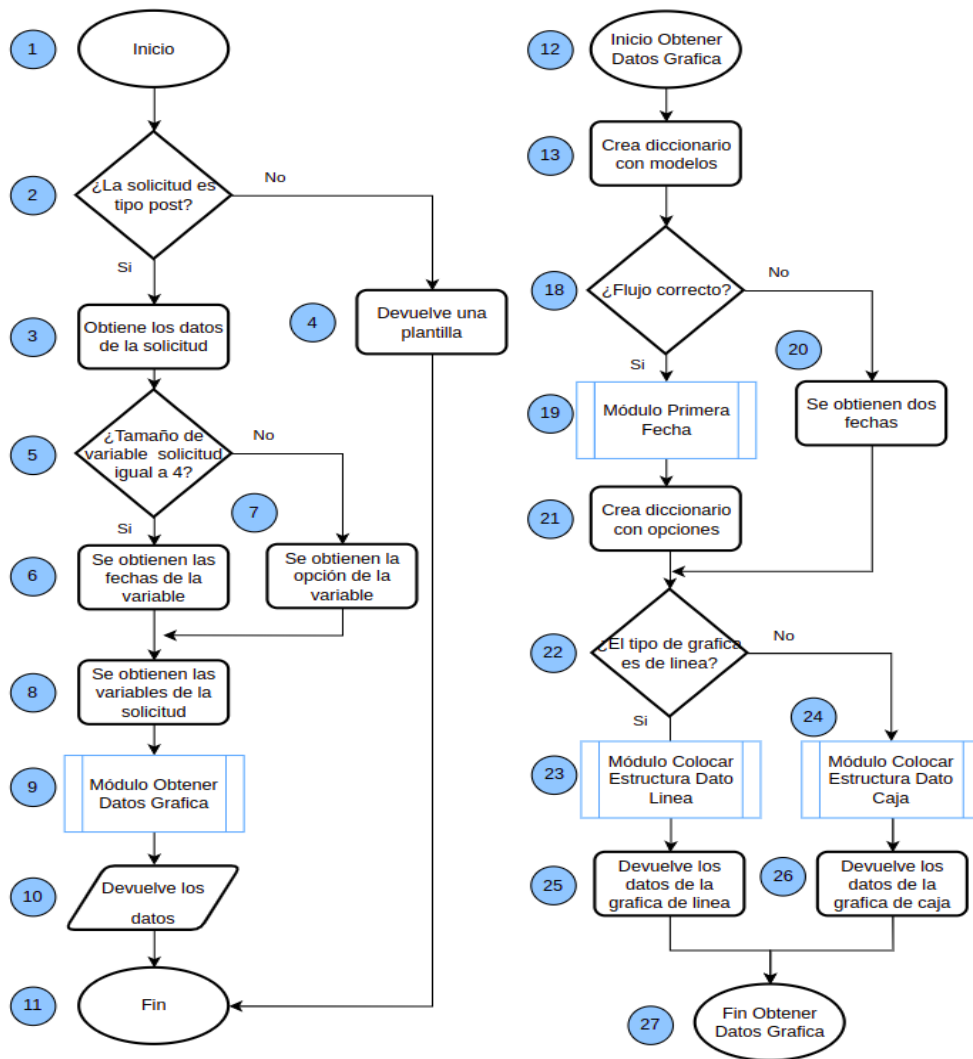 1
Inicio
2
¿La solicitud es
tipo post?
No
Si
3
Obtiene los datos
de la solicitud
4
Devuelve una
plantilla
5
¿Tamaño de
variable solicitud
igual a 4?
No
Si
6
Se obtienen las
fechas de la
variable
7
Se obtienen la
opción de la
variable
8
Se obtienen las
variables de la
solicitud
9
Módulo Obtener
Datos Grafica
10
Devuelve los
datos
11
Fin
12
Inicio Obtener
Datos Grafica
13
Crea diccionario
con modelos
18
¿Flujo correcto?
No
Si
19
Módulo Primera
Fecha
20
Se obtienen dos
fechas
21
Crea diccionario
con opciones
22
¿El tipo de grafica
es de linea?
No
Si
23
Módulo Colocar
Estructura Dato
Linea
24
Módulo Colocar
Estructura Dato
Caja
25
Devuelve los
datos de la
grafica de linea
26
Devuelve los
datos de la
grafica de caja
27
Fin Obtener
Datos Grafica